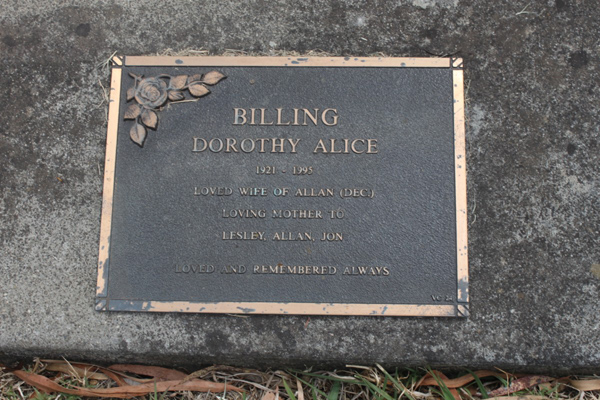 BILLING
DOROTHY ALICE
1921 - 1995
LOVED WIFE OF ALLAN (DEC.)
LOVING MOTHER TO
LESLEY, ALLAN, JON
LOVED AND REMEMBERED ALWAYS